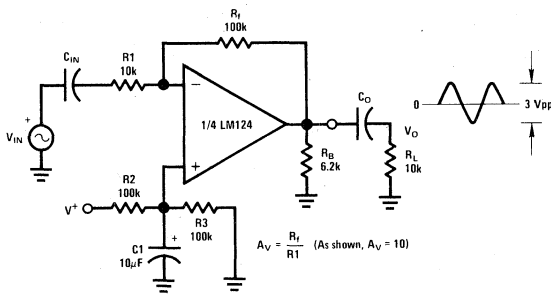 Rf
100k
CIN
R1
10k
−
1/4 LM124
+
+
VIN
CO
VO
0
3 Vpp
RB
6.2k
RL
10k
R2
100k
V+
R3
100k
+
C1
10µF
AV = Rf/R1 (As shown, AV = 10)